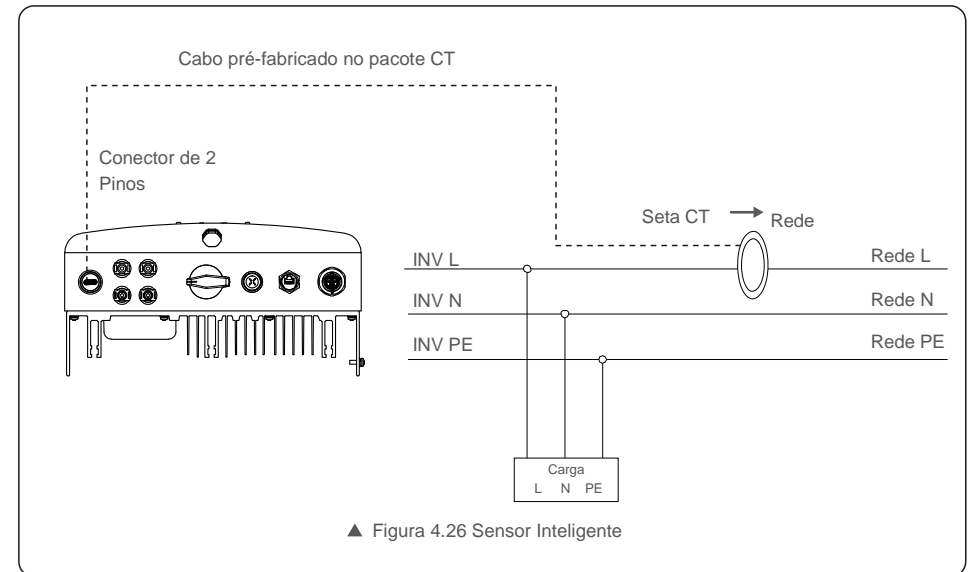 Cabo pré-fabricado no pacote CT
Conector de 2
Pinos
Seta CT
Rede
INV L
Rede L
INV N
Rede N
INV PE
Rede PE
Carga
L N PE
▲ Figura 4.26 Sensor Inteligente